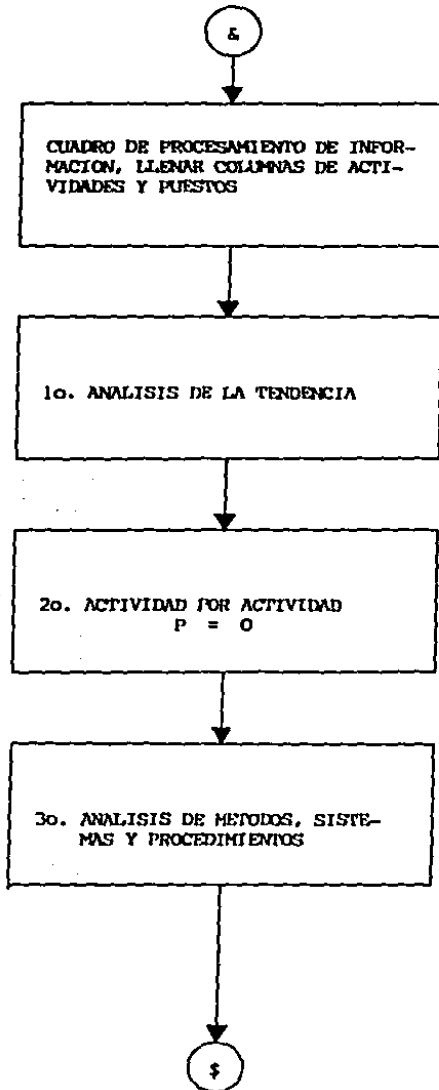 &
CUADRO DE PROCESAMIENTO DE INFOR-
MACION, LLENAR COLUMNAS DE ACTI-
VIDADES Y PUESTOS
1o. ANALISIS DE LA TENDENCIA
2o. ACTIVIDAD POR ACTIVIDAD
P = O
3o. ANALISIS DE METODOS, SISTE-
MAS Y PROCEDIMIENTOS
$